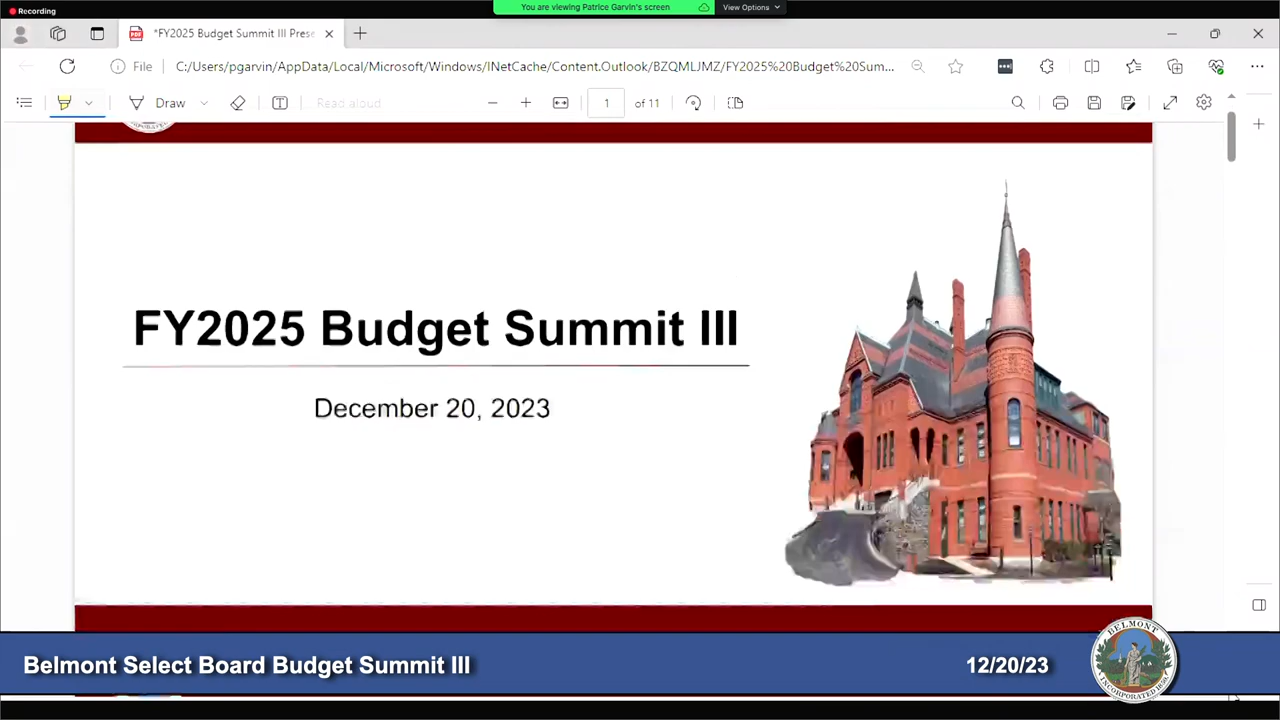 Recording
You are viewing Patrice Garvin's screen
View Options
*FY2025 Budget Summit III Prese
File
C:/Users/pgarvin/AppData/Local/Microsoft/Windows/INetCache/Content.Outlook/BZQMLJMZ/FY2025%20Budget%20Sum...
Draw
Read aloud
1
of 11
FY2025 Budget Summit III
December 20, 2023
Belmont Select Board Budget Summit III
12/20/23
BELMONT
INCORPORATED 1859